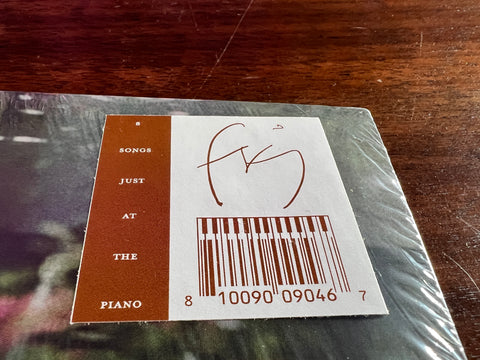 8
SONGS
JUST
AT
THE
PIANO
8 10090 09046 7